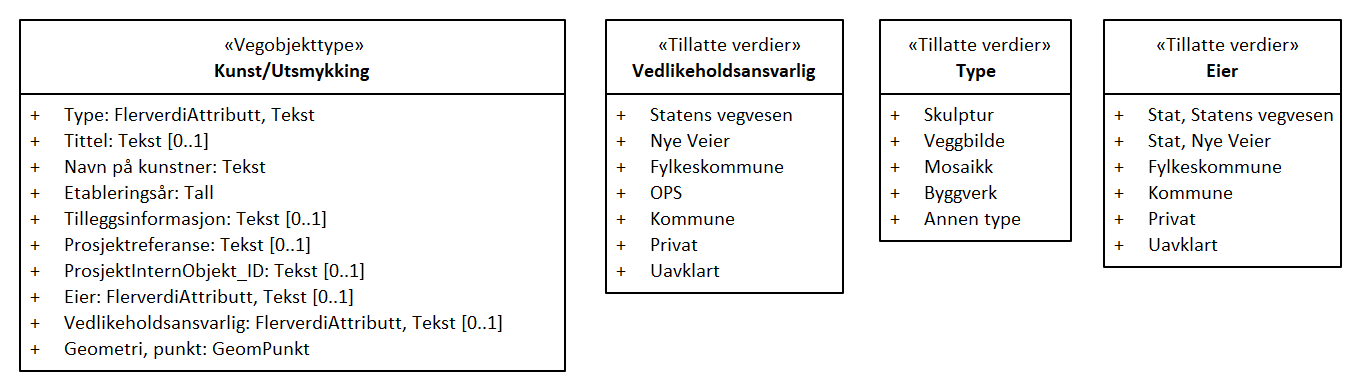 «Vegobjekttype»
Kunst/Utsmykking
+ Type: FlerverdiAttributt, Tekst
+ Tittel: Tekst [0..1]
+ Navn på kunstner: Tekst
+ Etableringsår: Tall
+ Tilleggsinformasjon: Tekst [0..1]
+ Prosjektreferanse: Tekst [0..1]
+ ProsjektInternObjekt_ID: Tekst [0..1]
+ Eier: FlerverdiAttributt, Tekst [0..1]
+ Vedlikeholdsansvarlig: FlerverdiAttributt, Tekst [0..1]
+ Geometri, punkt: GeomPunkt
«Tillatte verdier»
Vedlikeholdsansvarlig
+ Statens vegvesen
+ Nye Veier
+ Fylkeskommune
+ OPS
+ Kommune
+ Privat
+ Uavklart
«Tillatte verdier»
Type
+ Skulptur
+ Veggbilde
+ Mosaikk
+ Byggverk
+ Annen type
«Tillatte verdier»
Eier
+ Stat, Statens vegvesen
+ Stat, Nye Veier
+ Fylkeskommune
+ Kommune
+ Privat
+ Uavklart